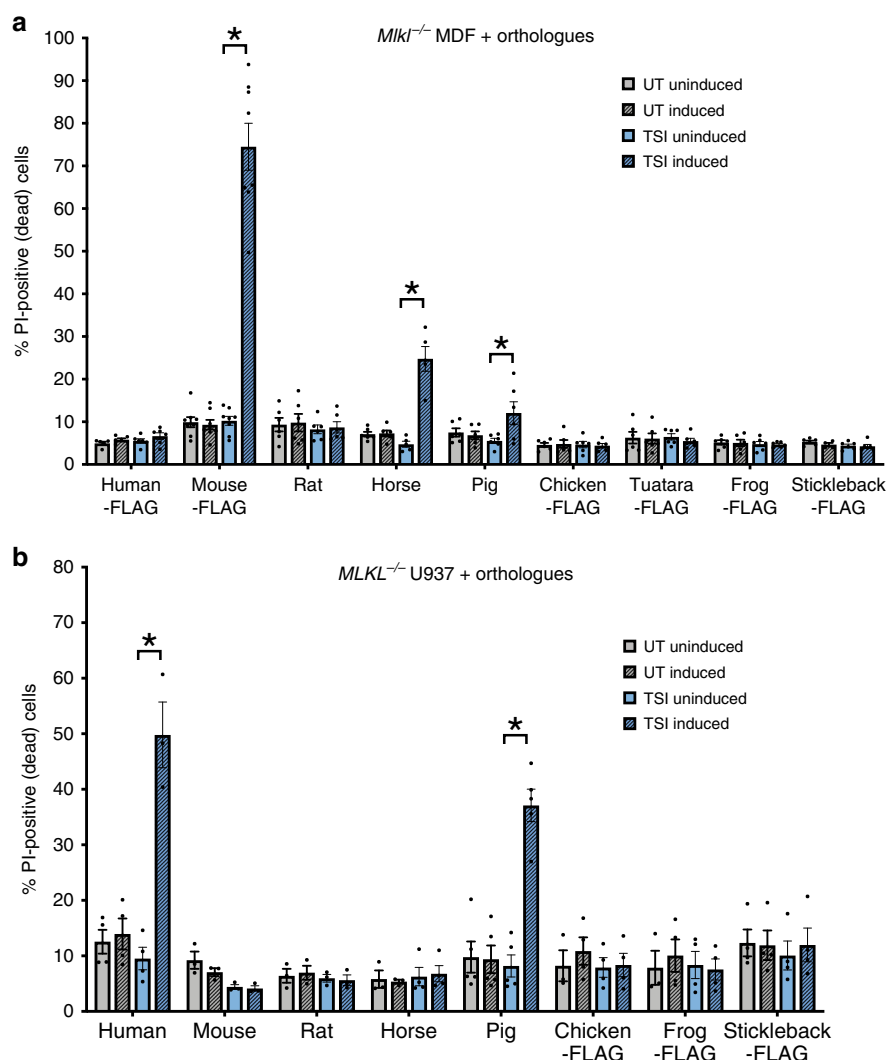 a
Mlkl–/– MDF + orthologues
% PI-positive (dead) cells
100
90
80
70
60
50
40
30
20
10
0
*
*
*
UT uninduced
UT induced
TSI uninduced
TSI induced
Human Mouse Rat Horse Pig Chicken Tuatara Frog Stickleback
-FLAG -FLAG -FLAG -FLAG -FLAG -FLAG
b
MLKL–/– U937 + orthologues
% PI-positive (dead) cells
80
70
60
50
40
30
20
10
0
*
*
UT uninduced
UT induced
TSI uninduced
TSI induced
Human Mouse Rat Horse Pig Chicken Frog Stickleback
-FLAG -FLAG -FLAG